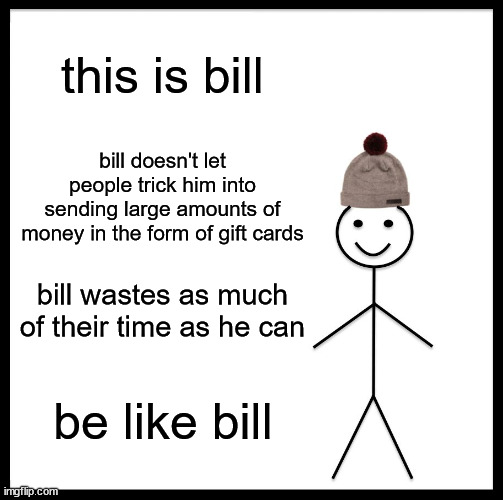 this is bill
bill doesn't let
people trick him into
sending large amounts of
money in the form of gift cards
bill wastes as much
of their time as he can
be like bill
imgflip.com